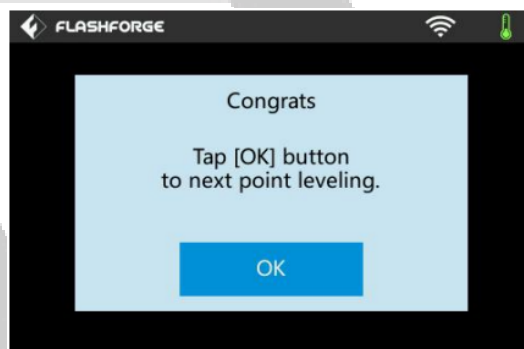 FLASHFORGE
Congrats
Tap [OK] button
to next point leveling.
OK